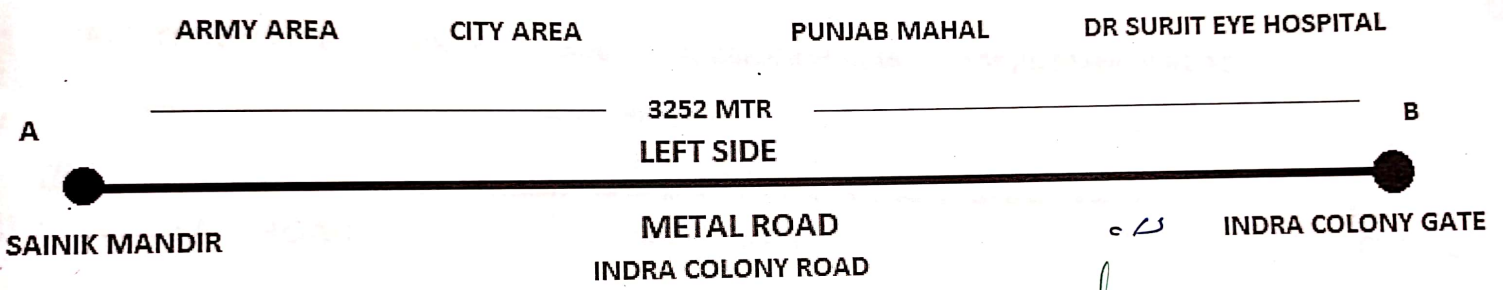 ARMY AREA CITY AREA PUNJAB MAHAL DR SURJIT EYE HOSPITAL
3252 MTR
A B
LEFT SIDE
METAL ROAD
SAINIK MANDIR INDRA COLONY GATE
INDRA COLONY ROAD